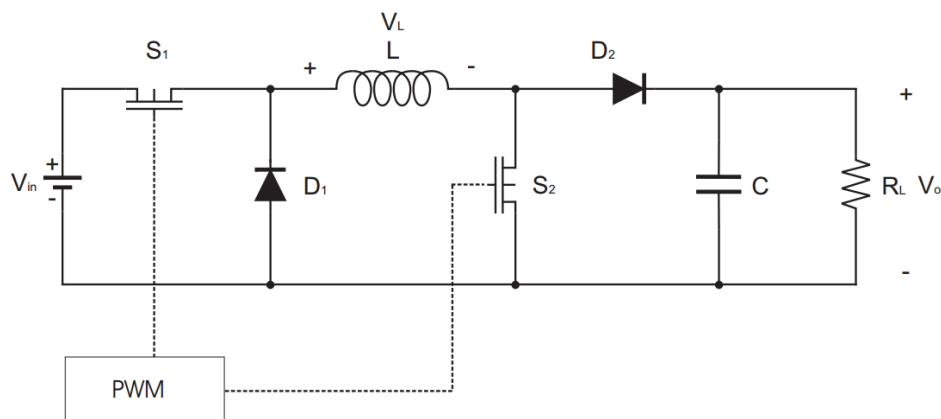 VL
S1
L
D2
+
-
+
+
Vin
-
D1
S2
C
RL
Vo
-
PWM